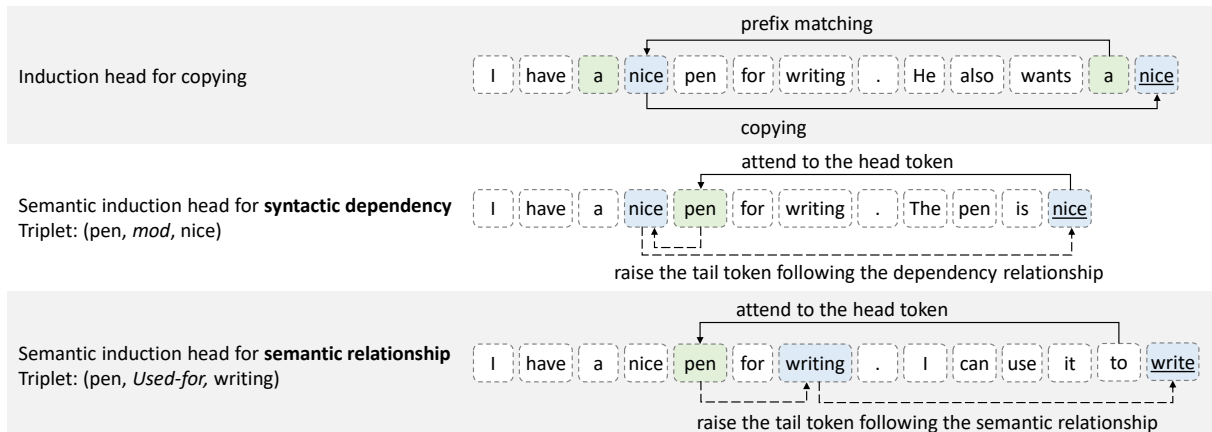 prefix matching
Induction head for copying
I have a nice pen for writing . He also wants a nice
copying
attend to the head token
Semantic induction head for syntactic dependency
Triplet: (pen, mod, nice)
I have a nice pen for writing . The pen is nice
raise the tail token following the dependency relationship
attend to the head token
Semantic induction head for semantic relationship
Triplet: (pen, Used-for, writing)
I have a nice pen for writing . I can use it to write
raise the tail token following the semantic relationship